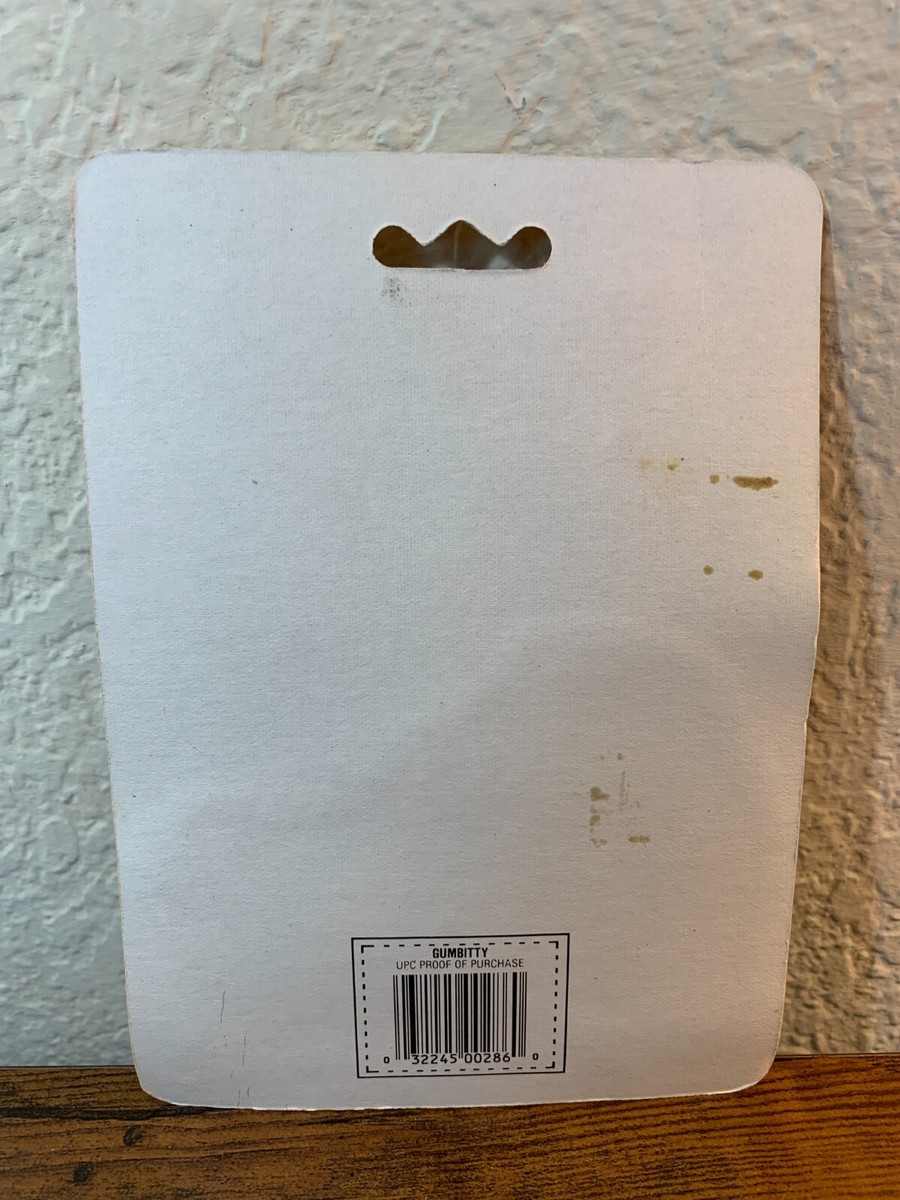 GUMBITTY
UPC PROOF OF PURCHASE
0 32245 00286 0